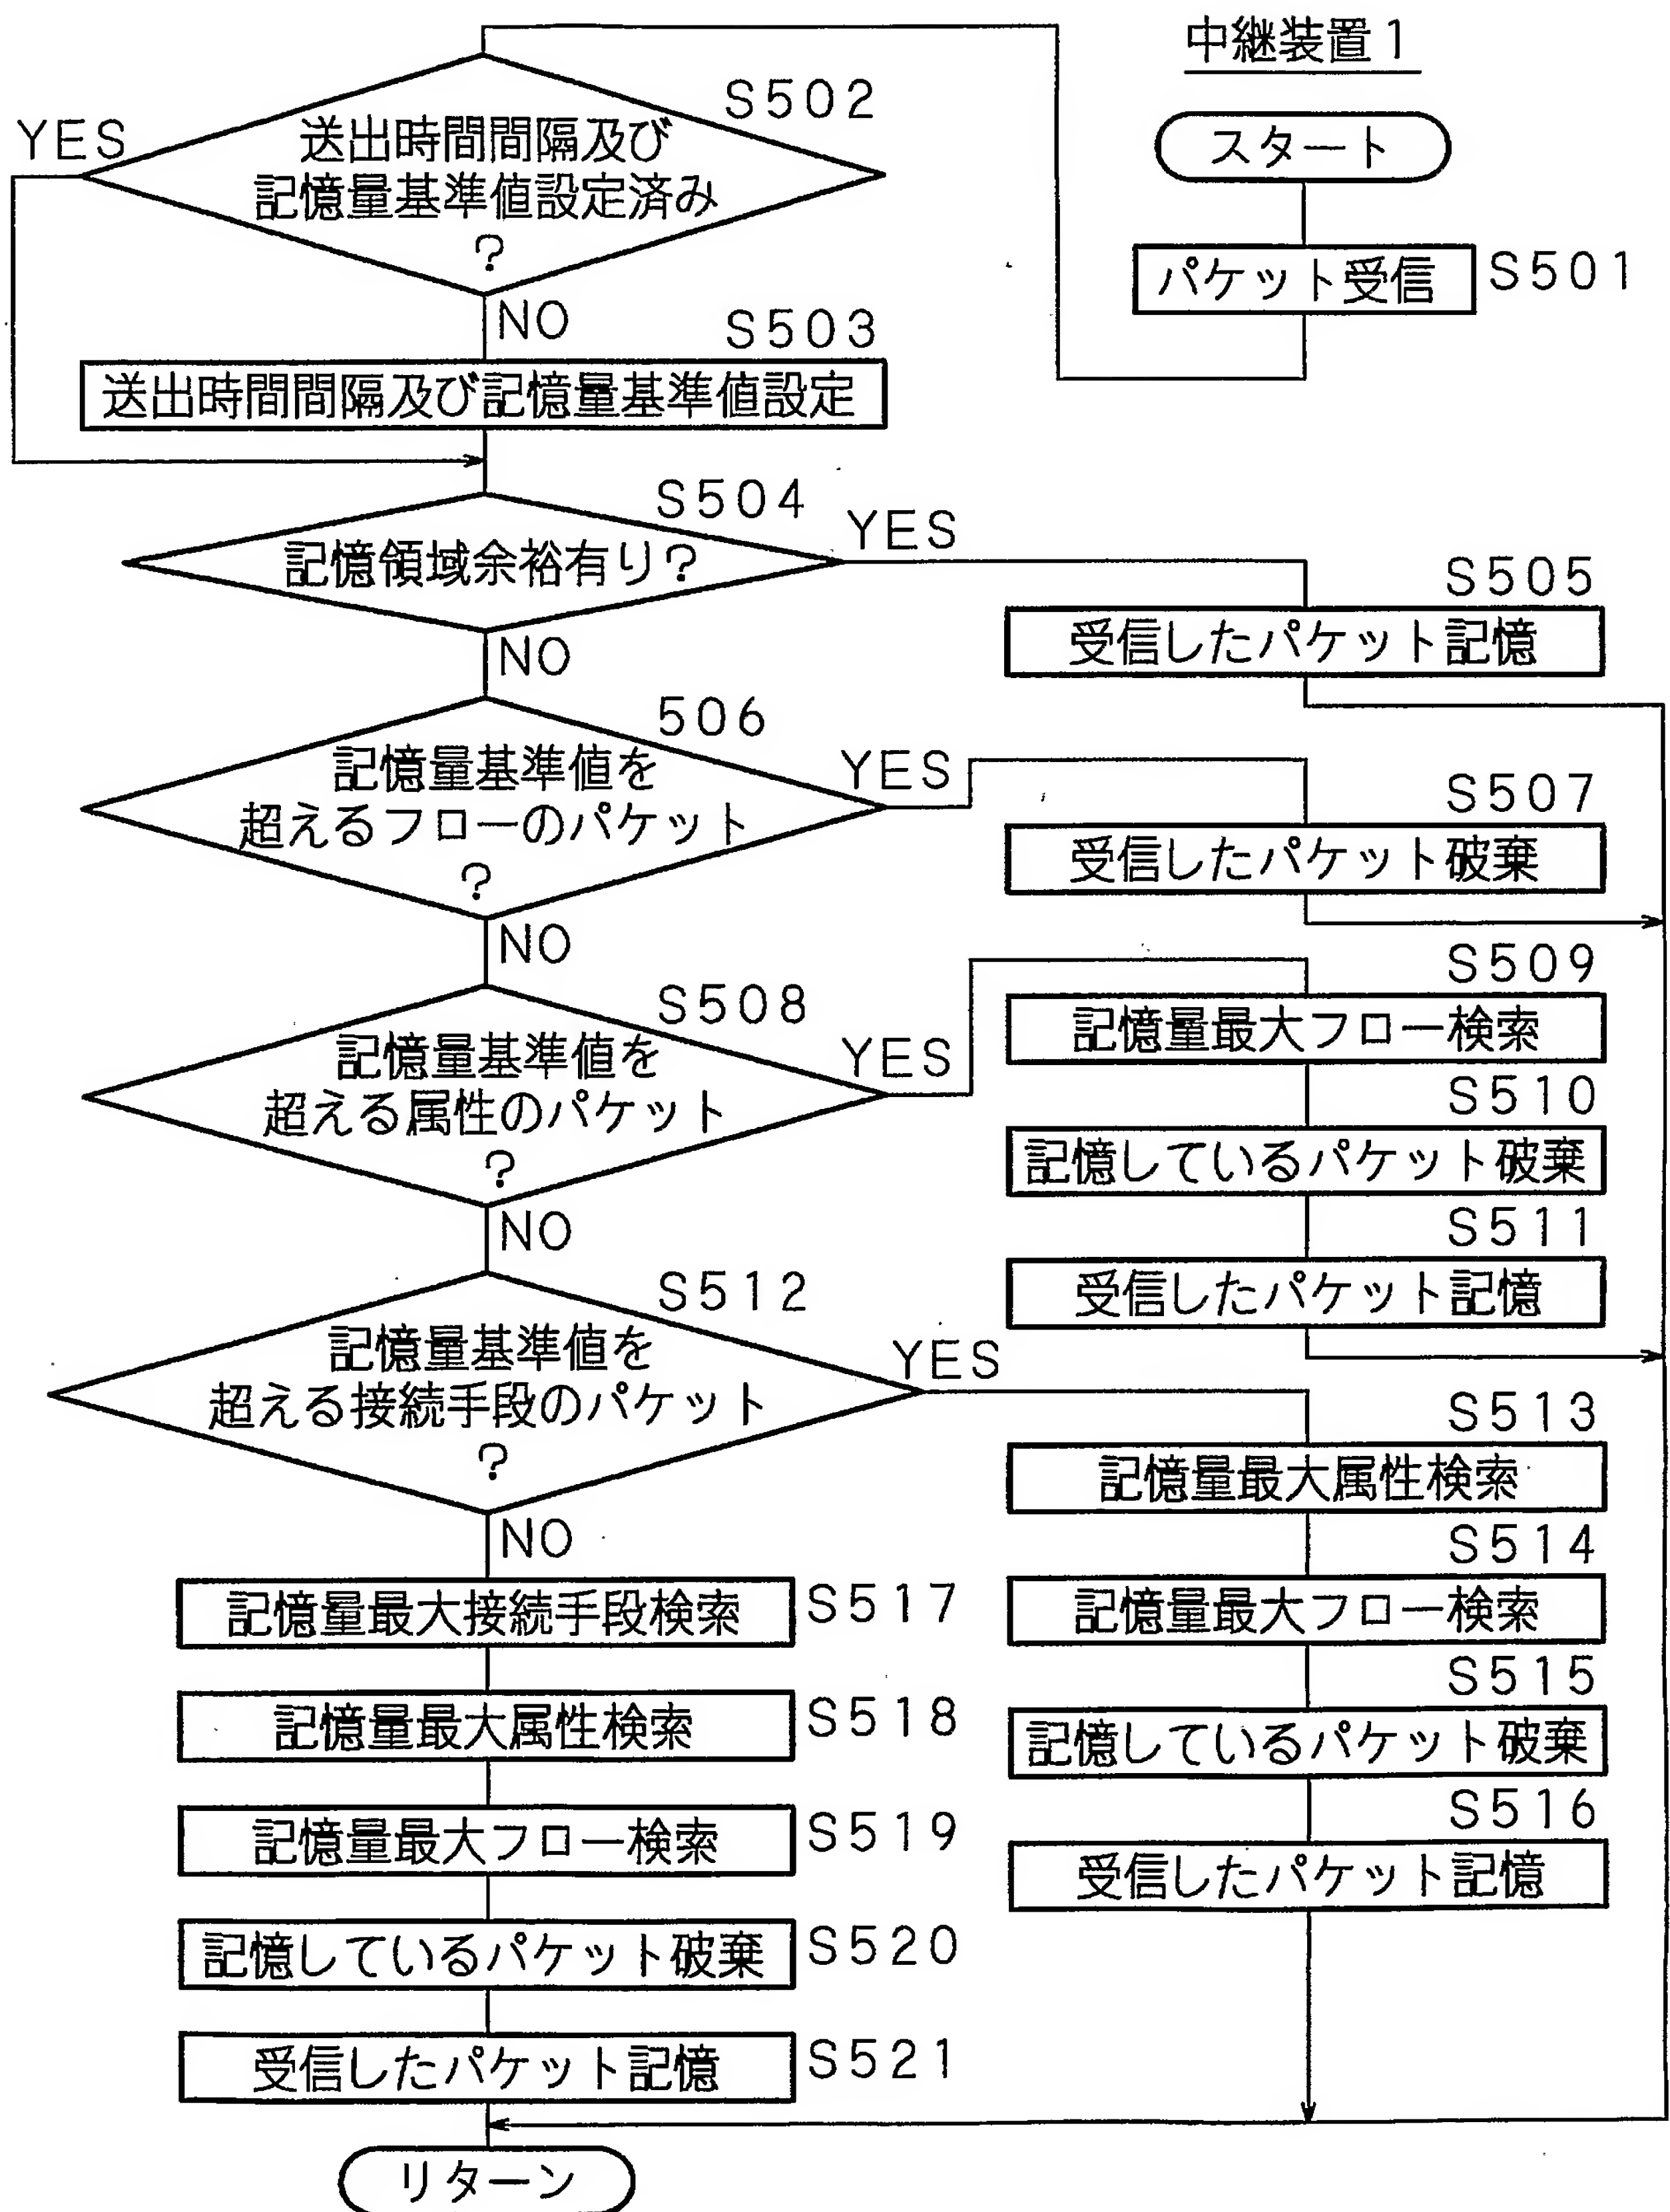 中継装置1
スタート
パケット受信
S501
S502
送出時間間隔及び
記憶量基準値設定済み
?
YES
NO
S503
送出時間間隔及び記憶量基準値設定
S504
記憶領域余裕有り?
YES
NO
S505
受信したパケット記憶
506
記憶量基準値を
超えるフローのパケット
?
YES
NO
S507
受信したパケット破棄
S508
記憶量基準値を
超える属性のパケット
?
YES
NO
S509
記憶量最大フロー検索
S510
記憶しているパケット破棄
S511
受信したパケット記憶
S512
記憶量基準値を
超える接続手段のパケット
?
YES
NO
S513
記憶量最大属性検索
S514
記憶量最大フロー検索
S515
記憶しているパケット破棄
S516
受信したパケット記憶
記憶量最大接続手段検索
S517
記憶量最大属性検索
S518
記憶量最大フロー検索
S519
記憶しているパケット破棄
S520
受信したパケット記憶
S521
リターン